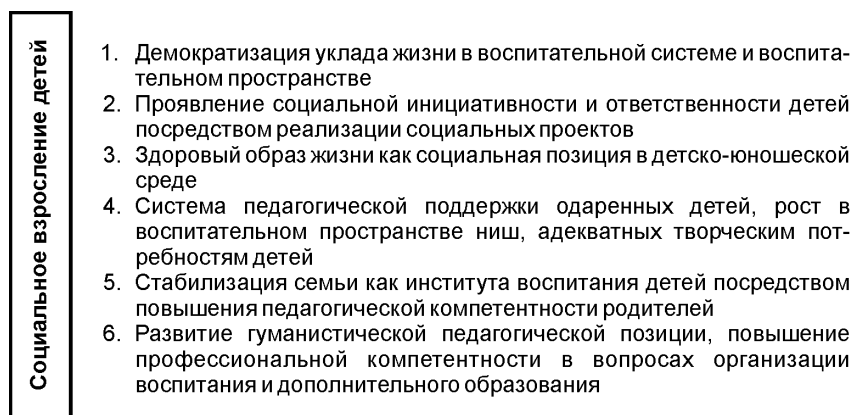 Социальное взросление детей
1. Демократизация уклада жизни в воспитательной системе и воспита-
тельном пространстве
2. Проявление социальной инициативности и ответственности детей
посредством реализации социальных проектов
3. Здоровый образ жизни как социальная позиция в детско-юношеской
среде
4. Система педагогической поддержки одаренных детей, рост в
воспитательном пространстве ниш, адекватных творческим пот-
ребностям детей
5. Стабилизация семьи как института воспитания детей посредством
повышения педагогической компетентности родителей
6. Развитие гуманистической педагогической позиции, повышение
профессиональной компетентности в вопросах организации
воспитания и дополнительного образования